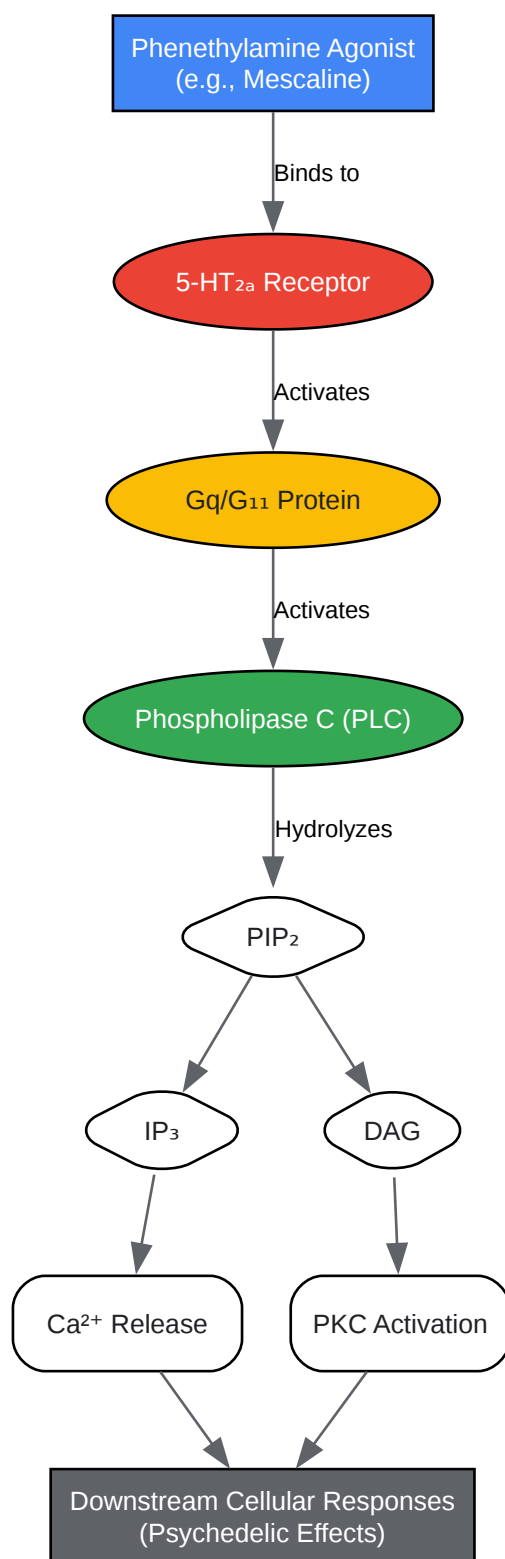 Phenethylamine Agonist
(e.g., Mescaline)
Binds to
5-HT₂ₐ Receptor
Activates
Gq/G₁₁ Protein
Activates
Phospholipase C (PLC)
Hydrolyzes
PIP₂
IP₃
DAG
Ca²⁺ Release
PKC Activation
Downstream Cellular Responses
(Psychedelic Effects)